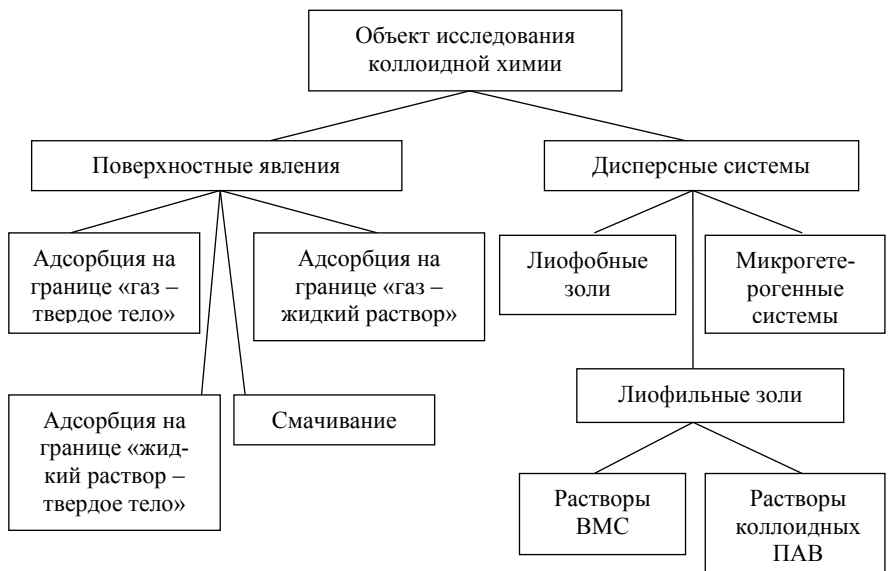 Объект исследования
коллоидной химии
Поверхностные явления
Дисперсные системы
Адсорбция на
границе «газ –
твердое тело»
Адсорбция на
границе «газ –
жидкий раствор»
Лиофобные
золи
Микрогете-
рогенные
системы
Лиофильные золи
Адсорбция на
границе «жид-
кий раствор –
твердое тело»
Смачивание
Растворы
ВМС
Растворы
коллоидных
ПАВ